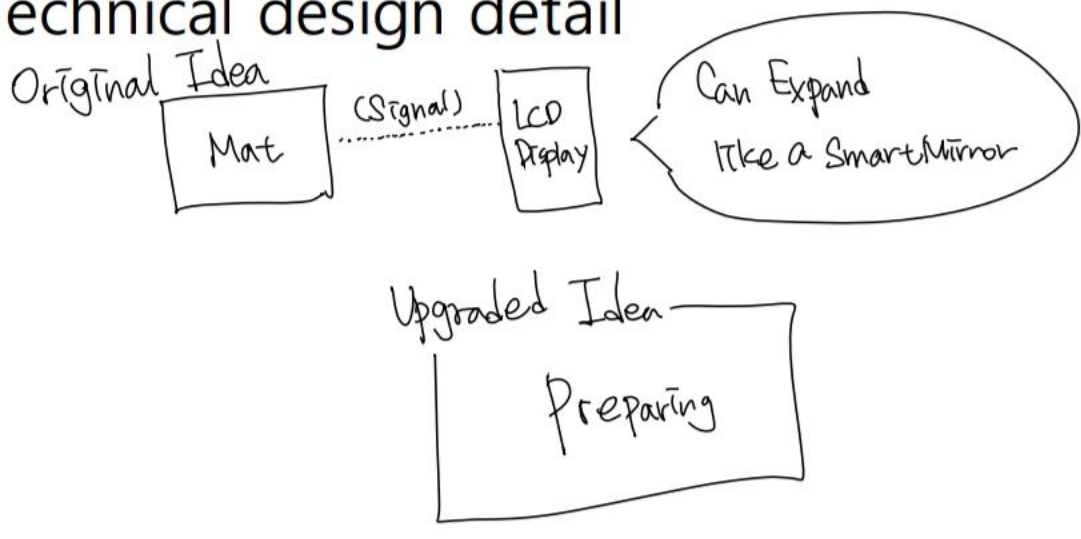 echnical design detail
Original Idea
Mat
(Signal)
LCD
Display
Can Expand
like a SmartMirror
Upgraded Idea
Preparing